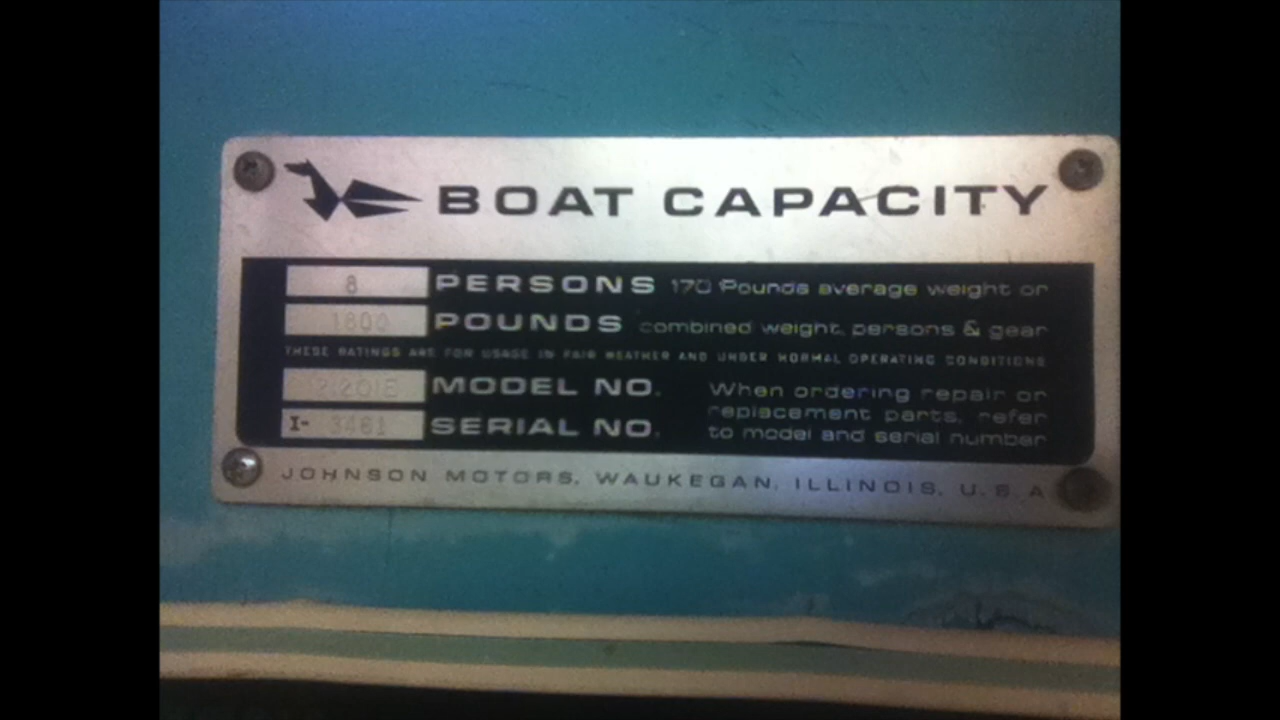 BOAT CAPACITY
8 PERSONS 170 Pounds average weight or
1800 POUNDS combined weight, persons & gear
THESE RATINGS ARE FOR USAGE IN FAIR WEATHER AND UNDER NORMAL OPERATING CONDITIONS
MODEL NO. When ordering repair or
replacement parts, refer
I- 3481 SERIAL NO. to model and serial number
JOHNSON MOTORS, WAUKEGAN, ILLINOIS, U.S.A